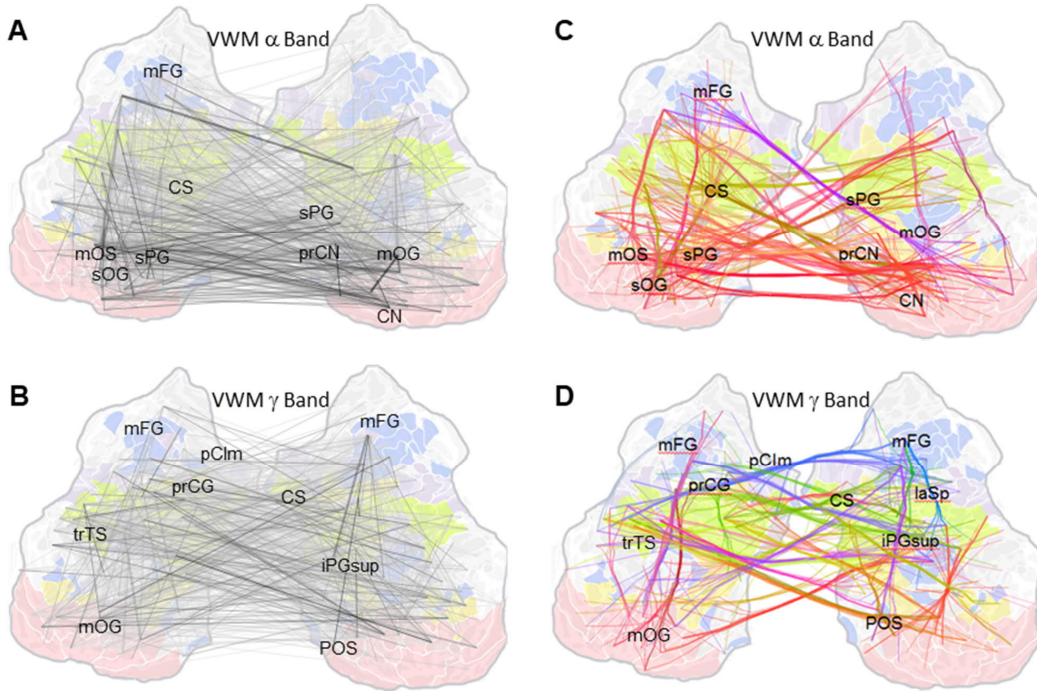 A
VWM α Band
mFG
CS
sPG
mOS
sPG
prCN
mOG
sOG
CN
C
VWM α Band
mFG
CS
sPG
mOG
mOS
sPG
prCN
sOG
CN
B
VWM γ Band
mFG
mFG
pCIm
prCG
CS
trTS
iPGsup
mOG
POS
D
VWM γ Band
mFG
mFG
pCIm
prCG
CS
laSp
trTS
iPGsup
POS
mOG